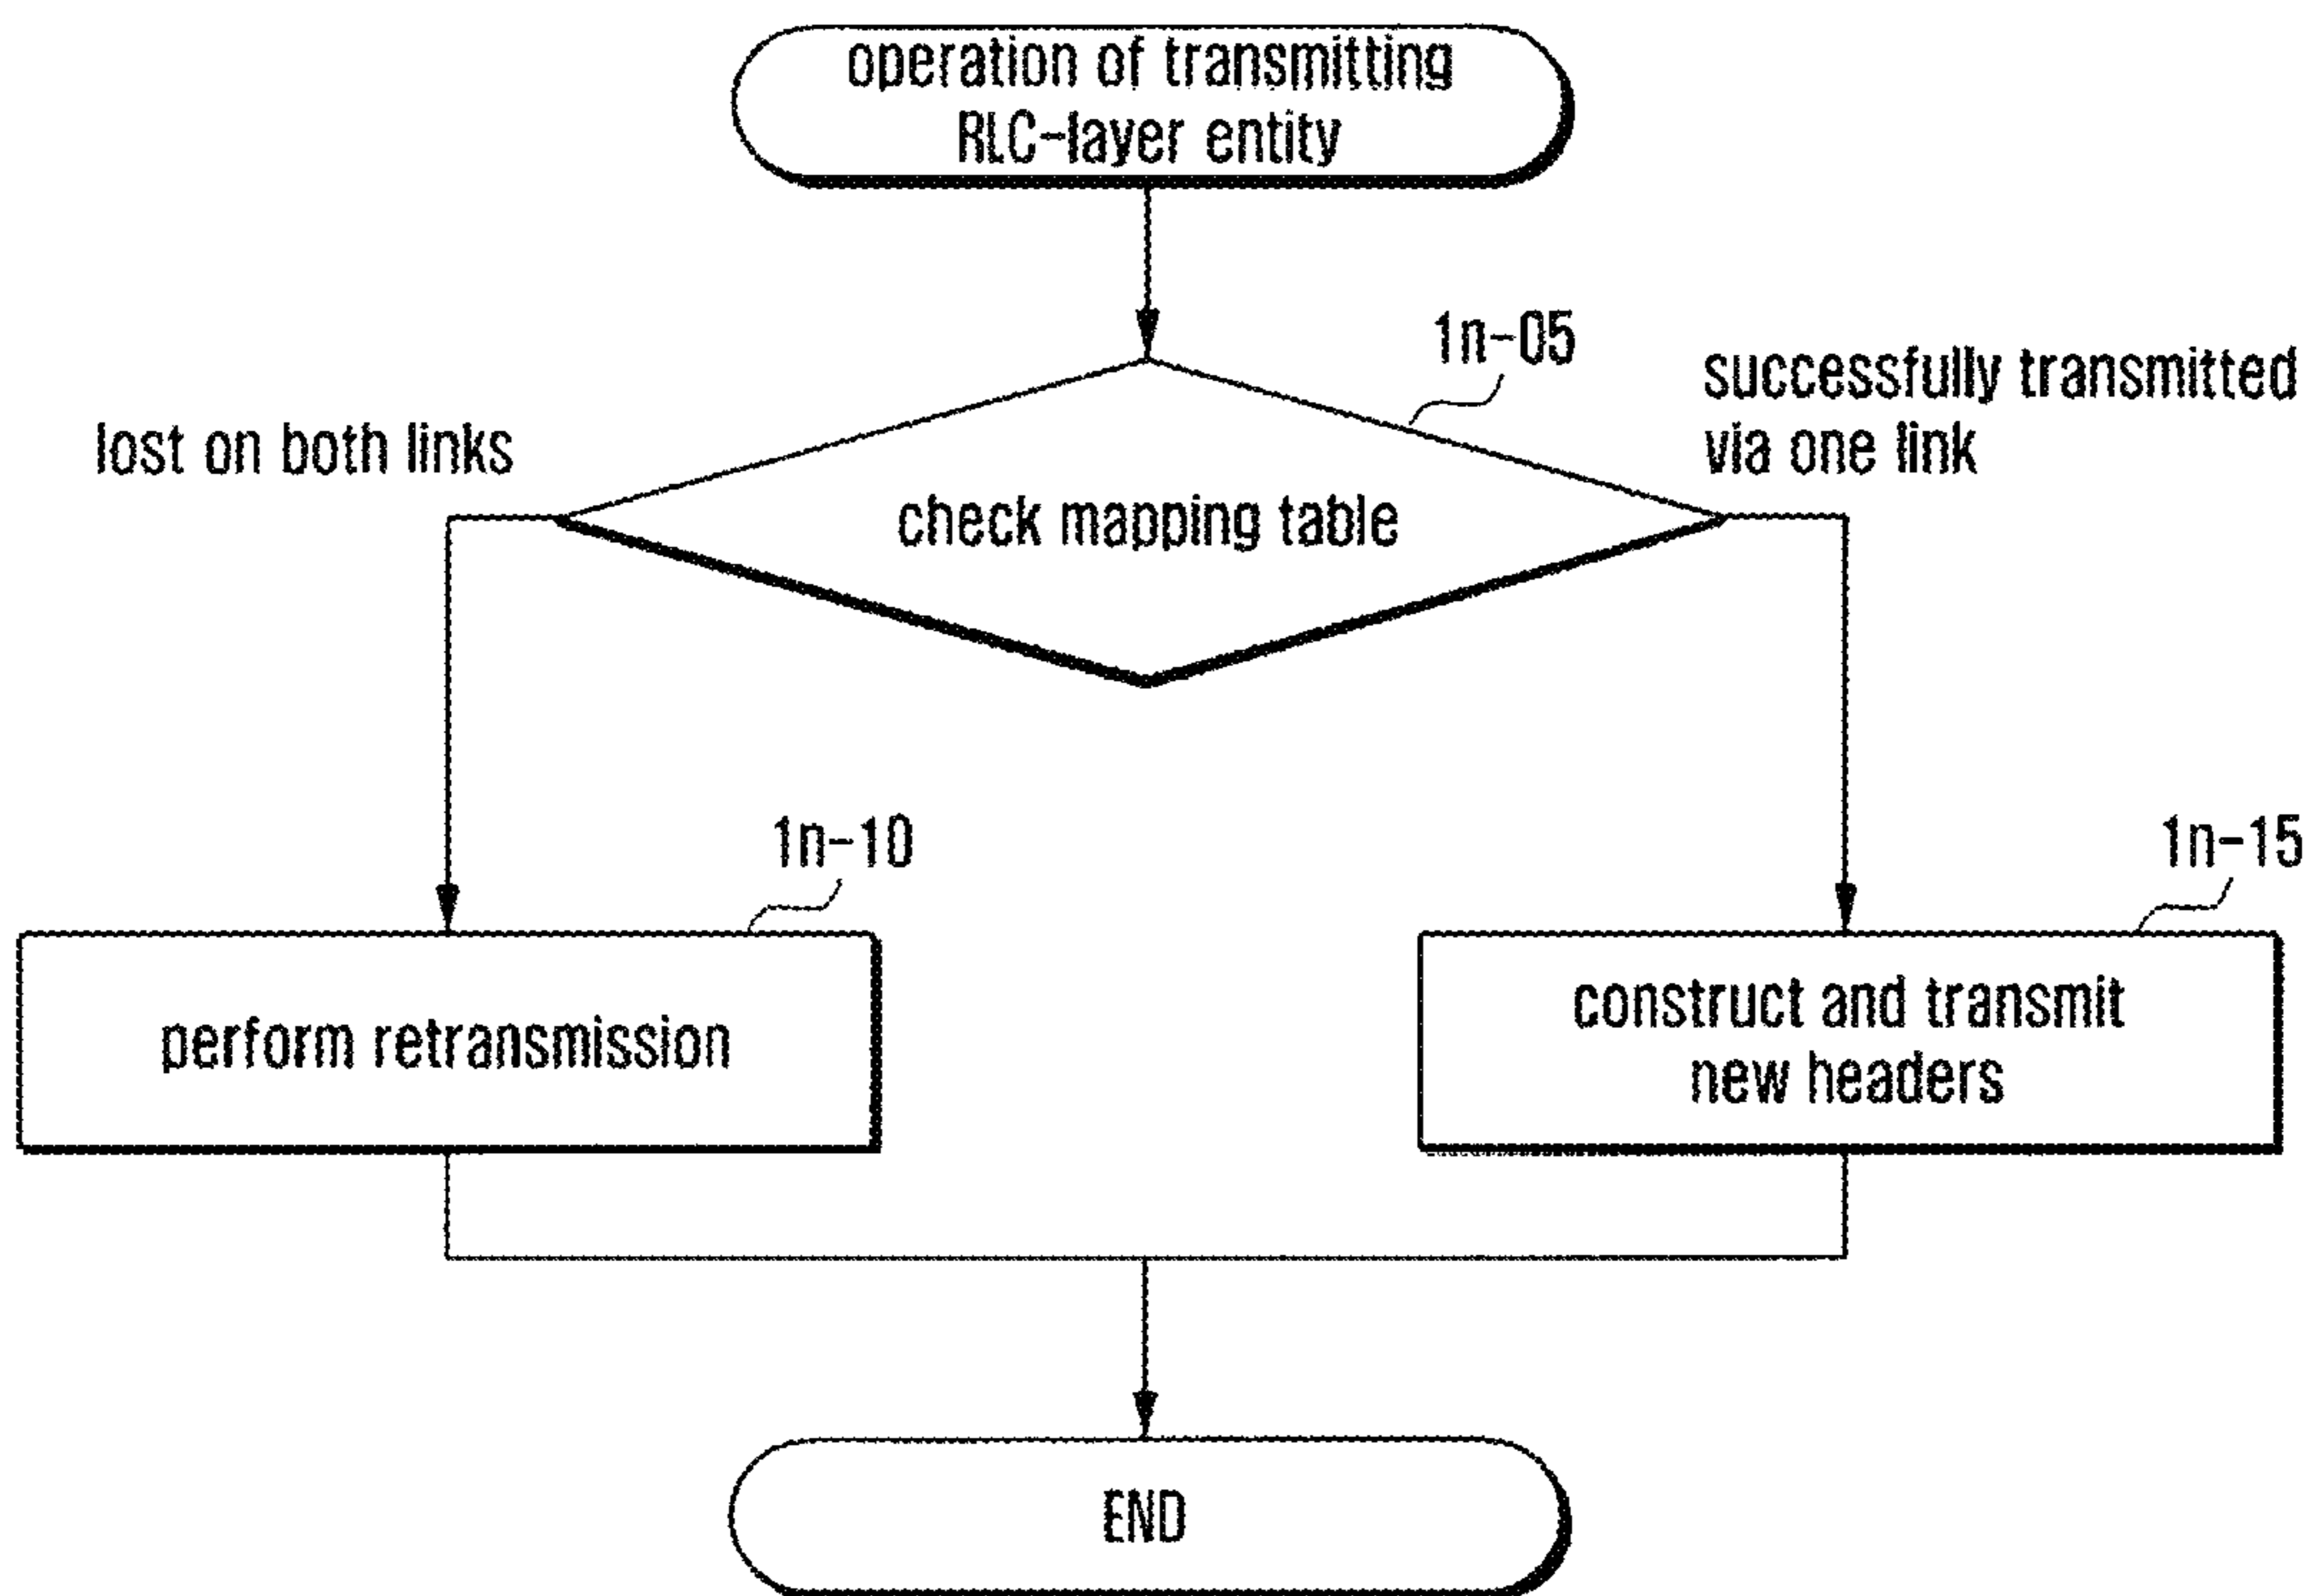 operation of transmitting
RLC-layer entity
1n-05
successfully transmitted
via one link
lost on both links
check mapping table
1n-10
1n-15
perform retransmission
construct and transmit
new headers
END